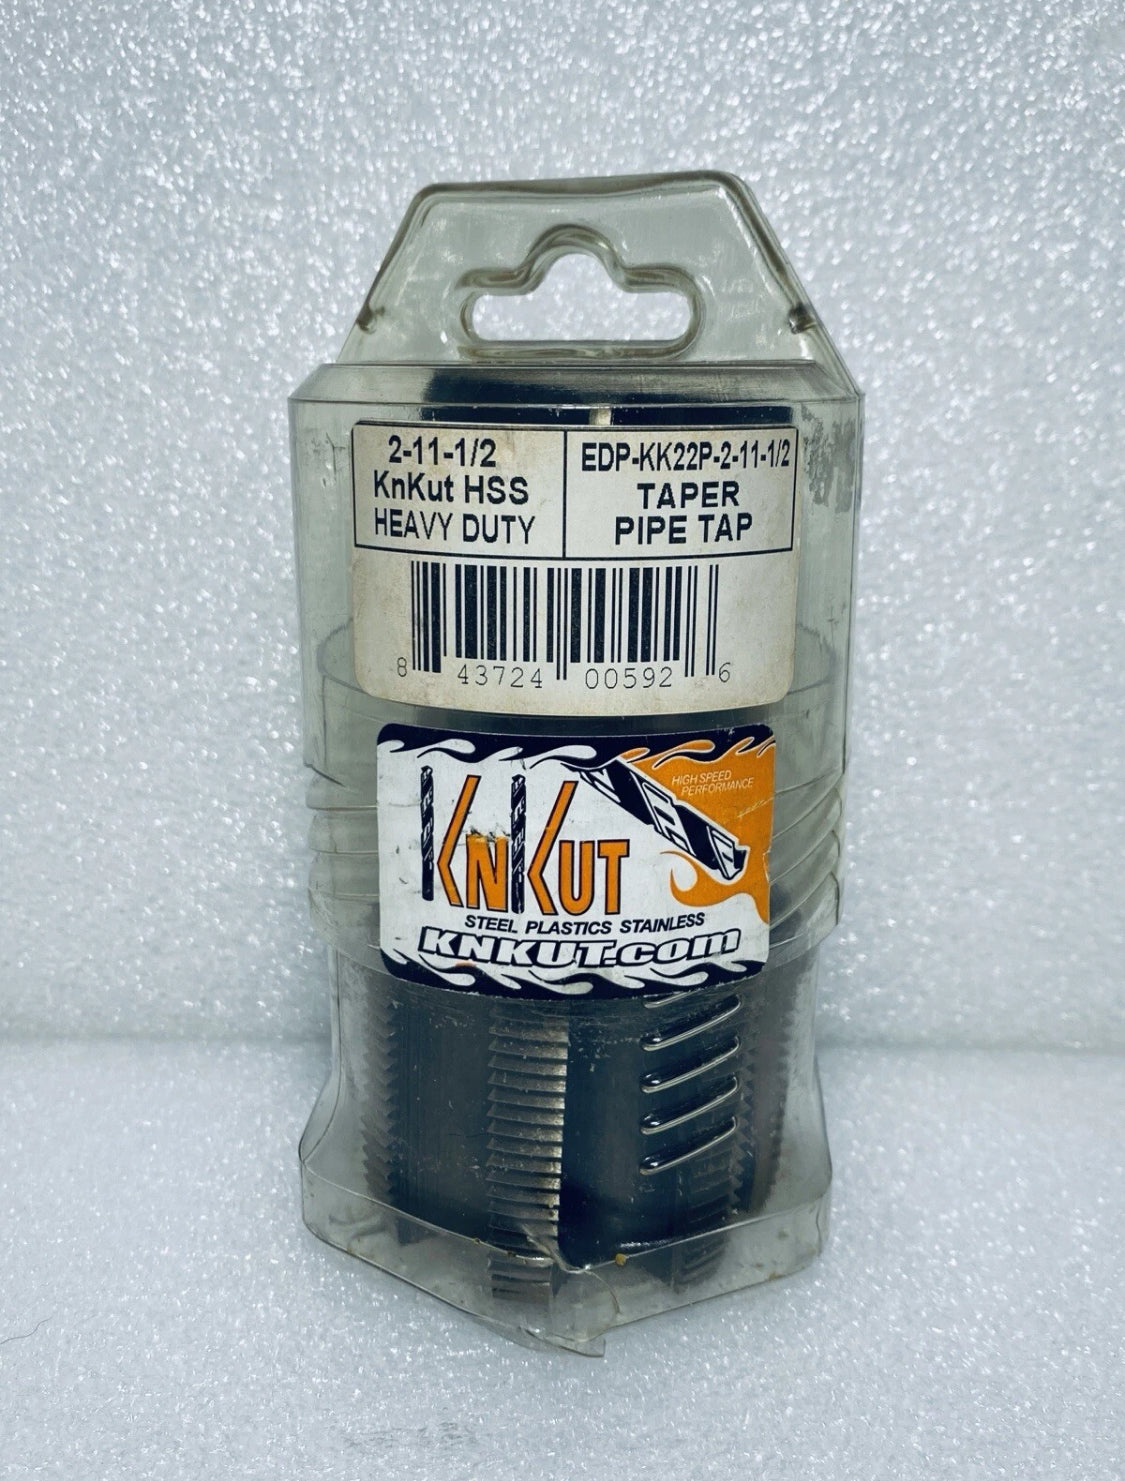 2-11-1/2
KnKut HSS
HEAVY DUTY
EDP-KK22P-2-11-1/2
TAPER
PIPE TAP
8 43724 00592 6
HIGH SPEED
PERFORMANCE
KNKUT
STEEL PLASTICS STAINLESS
KNKUT.com